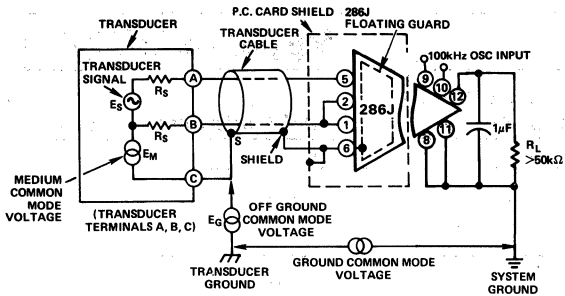 TRANSDUCER
TRANSDUCER
SIGNAL
RS
A
ES
RS
B
EM
MEDIUM
COMMON
MODE
VOLTAGE
C
(TRANSDUCER
TERMINALS A, B, C)
P.C. CARD SHIELD
TRANSDUCER
CABLE
286J
FLOATING GUARD
S
SHIELD
5
2
1
6
286J
100kHz OSC INPUT
9
10
12
8
11
1μF
RL
>50kΩ
EG
OFF GROUND
COMMON MODE
VOLTAGE
TRANSDUCER
GROUND
GROUND COMMON MODE
VOLTAGE
SYSTEM
GROUND